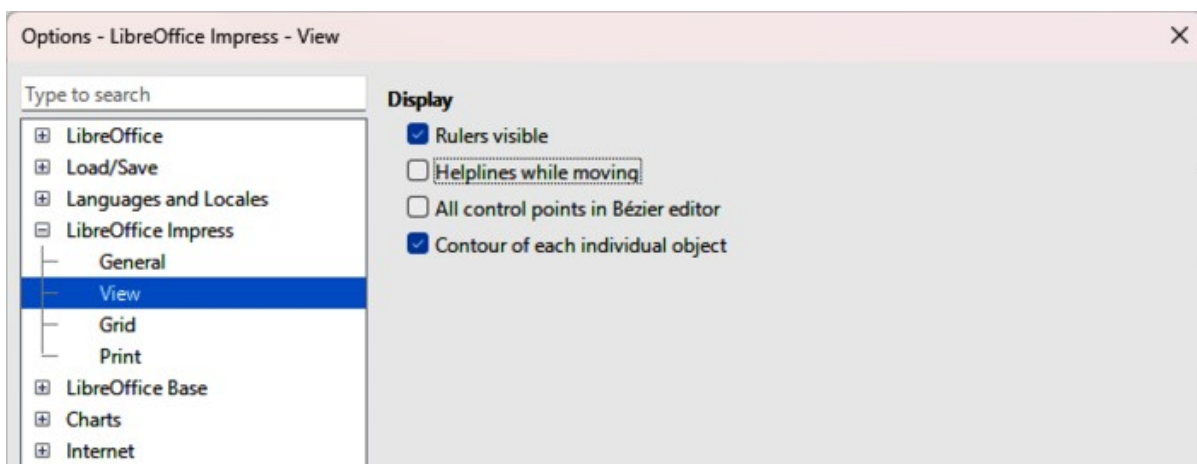 Options - LibreOffice Impress - View
Type to search
LibreOffice
Load/Save
Languages and Locales
LibreOffice Impress
General
View
Grid
Print
LibreOffice Base
Charts
Internet
Display
Rulers visible
Helplines while moving
All control points in Bézier editor
Contour of each individual object